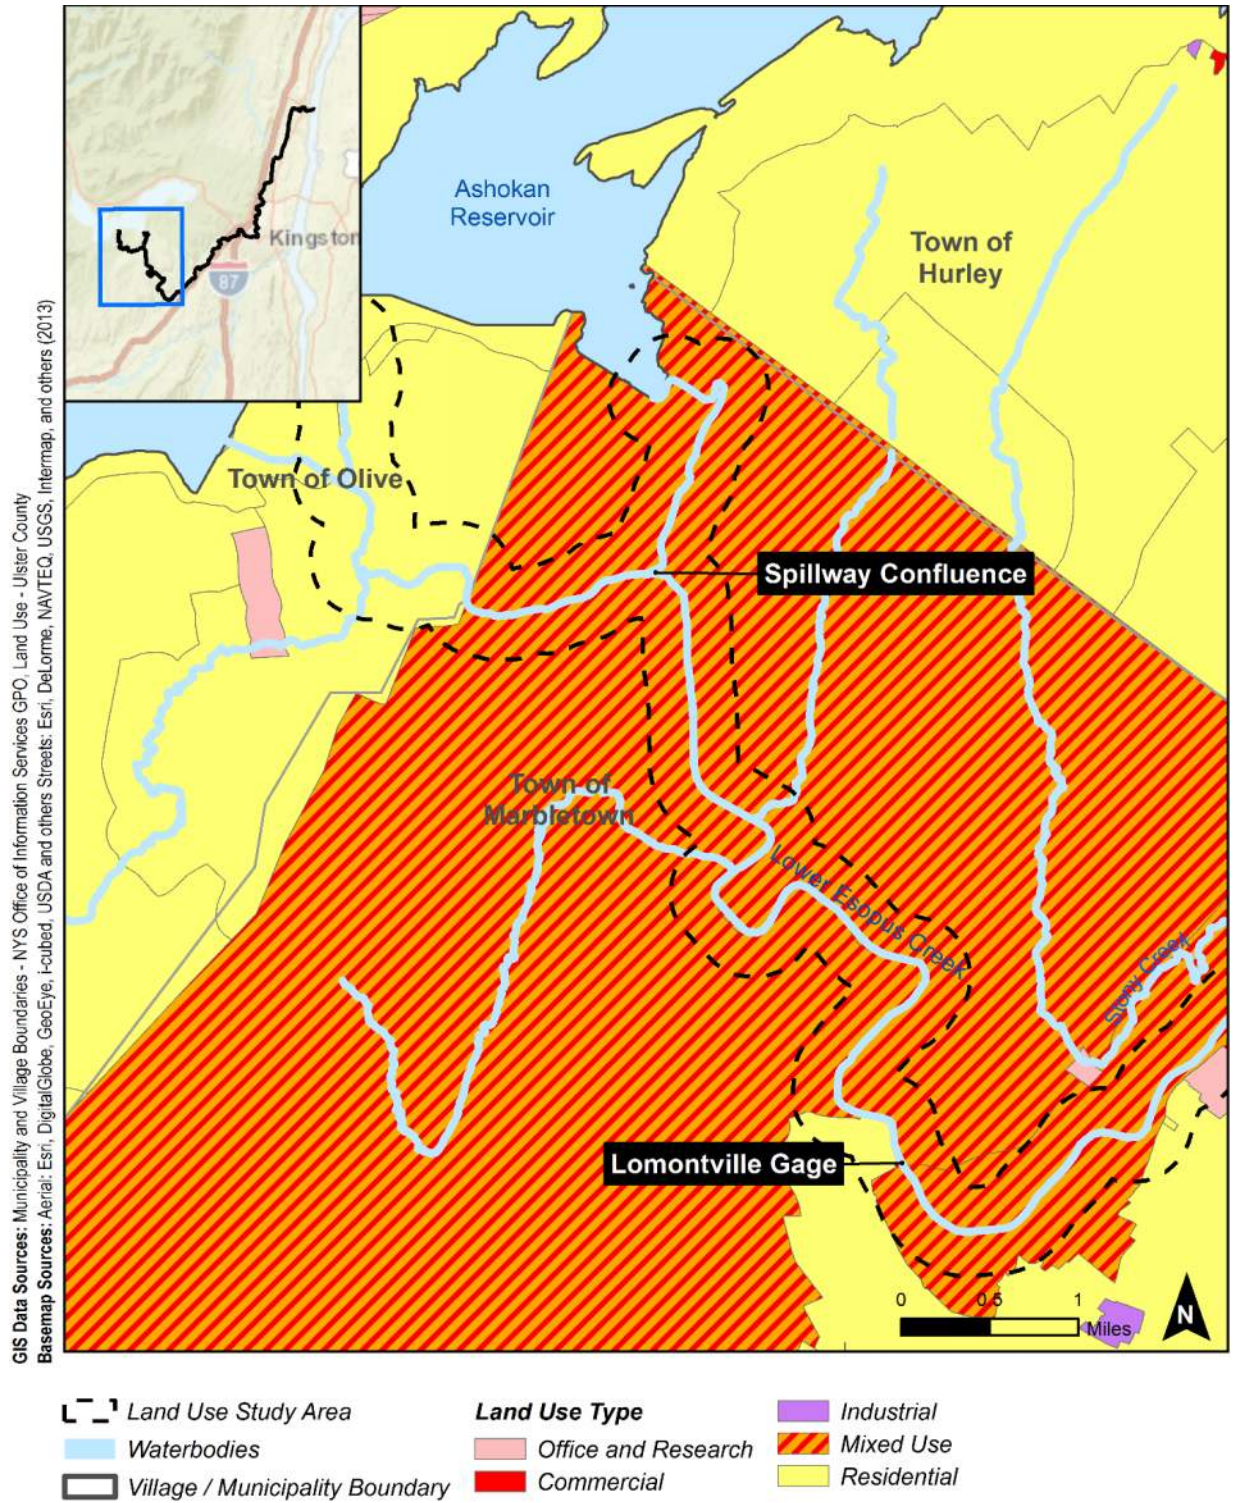 Kingston
87
Ashokan
Reservoir
Town of
Hurley
Town of Olive
Spillway Confluence
Town of
Marbletown
Lower Esopus Creek
Stony Creek
Lomontville Gage
0 0.5 1
Miles
N
GIS Data Sources: Municipality and Village Boundaries - NYS Office of Information Services GPO, Land Use - Ulster County
Basemap Sources: Aerial: Esri, DigitalGlobe, GeoEye, i-cubed, USDA and others Streets: Esri, DeLorme, NAVTEQ, USGS, Intermap, and others (2013)
Land Use Study Area
Waterbodies
Village / Municipality Boundary
Land Use Type
Office and Research
Commercial
Industrial
Mixed Use
Residential